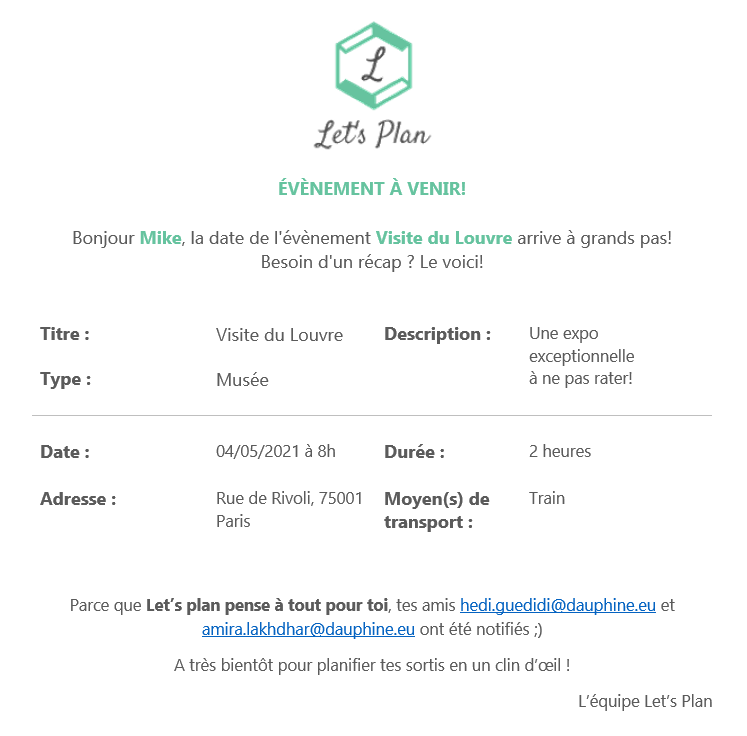 L
Let's Plan
ÉVÈNEMENT À VENIR!
Bonjour Mike, la date de l'évènement Visite du Louvre arrive à grands pas!
Besoin d'un récap ? Le voici!
Titre : Visite du Louvre
Description : Une expo
exceptionnelle
à ne pas rater!
Type : Musée
Date : 04/05/2021 à 8h
Durée : 2 heures
Adresse : Rue de Rivoli, 75001
Paris
Moyen(s) de
transport :
Train
Parce que Let’s plan pense à tout pour toi, tes amis hedi.guedidi@dauphine.eu et
amira.lakhdhar@dauphine.eu ont été notifiés ;)
A très bientôt pour planifier tes sortis en un clin d’œil !
L’équipe Let’s Plan